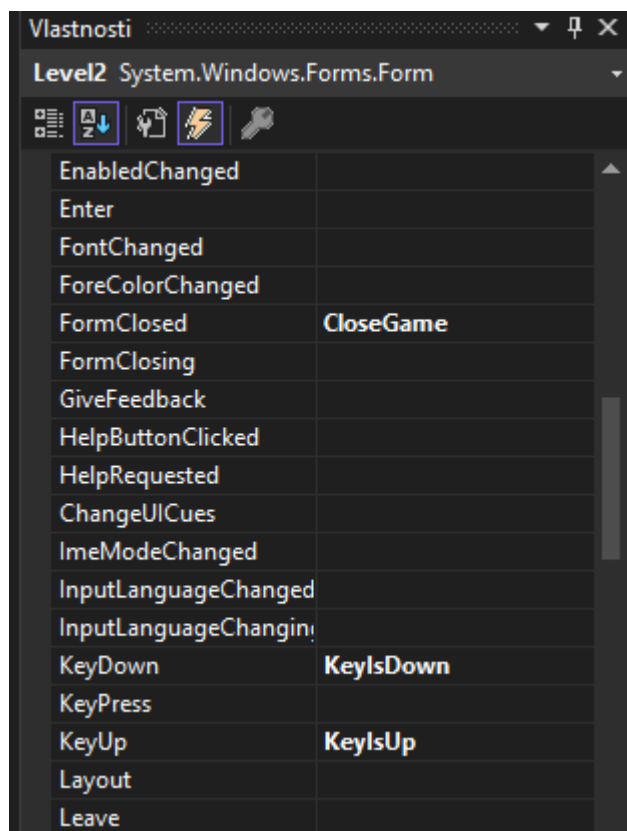 Vlastnosti
Level2 System.Windows.Forms.Form
EnabledChanged
Enter
FontChanged
ForeColorChanged
FormClosed CloseGame
FormClosing
GiveFeedback
HelpButtonClicked
HelpRequested
ChangeUICues
ImeModeChanged
InputLanguageChanged
InputLanguageChanging
KeyDown KeyIsDown
KeyPress
KeyUp KeyIsUp
Layout
Leave